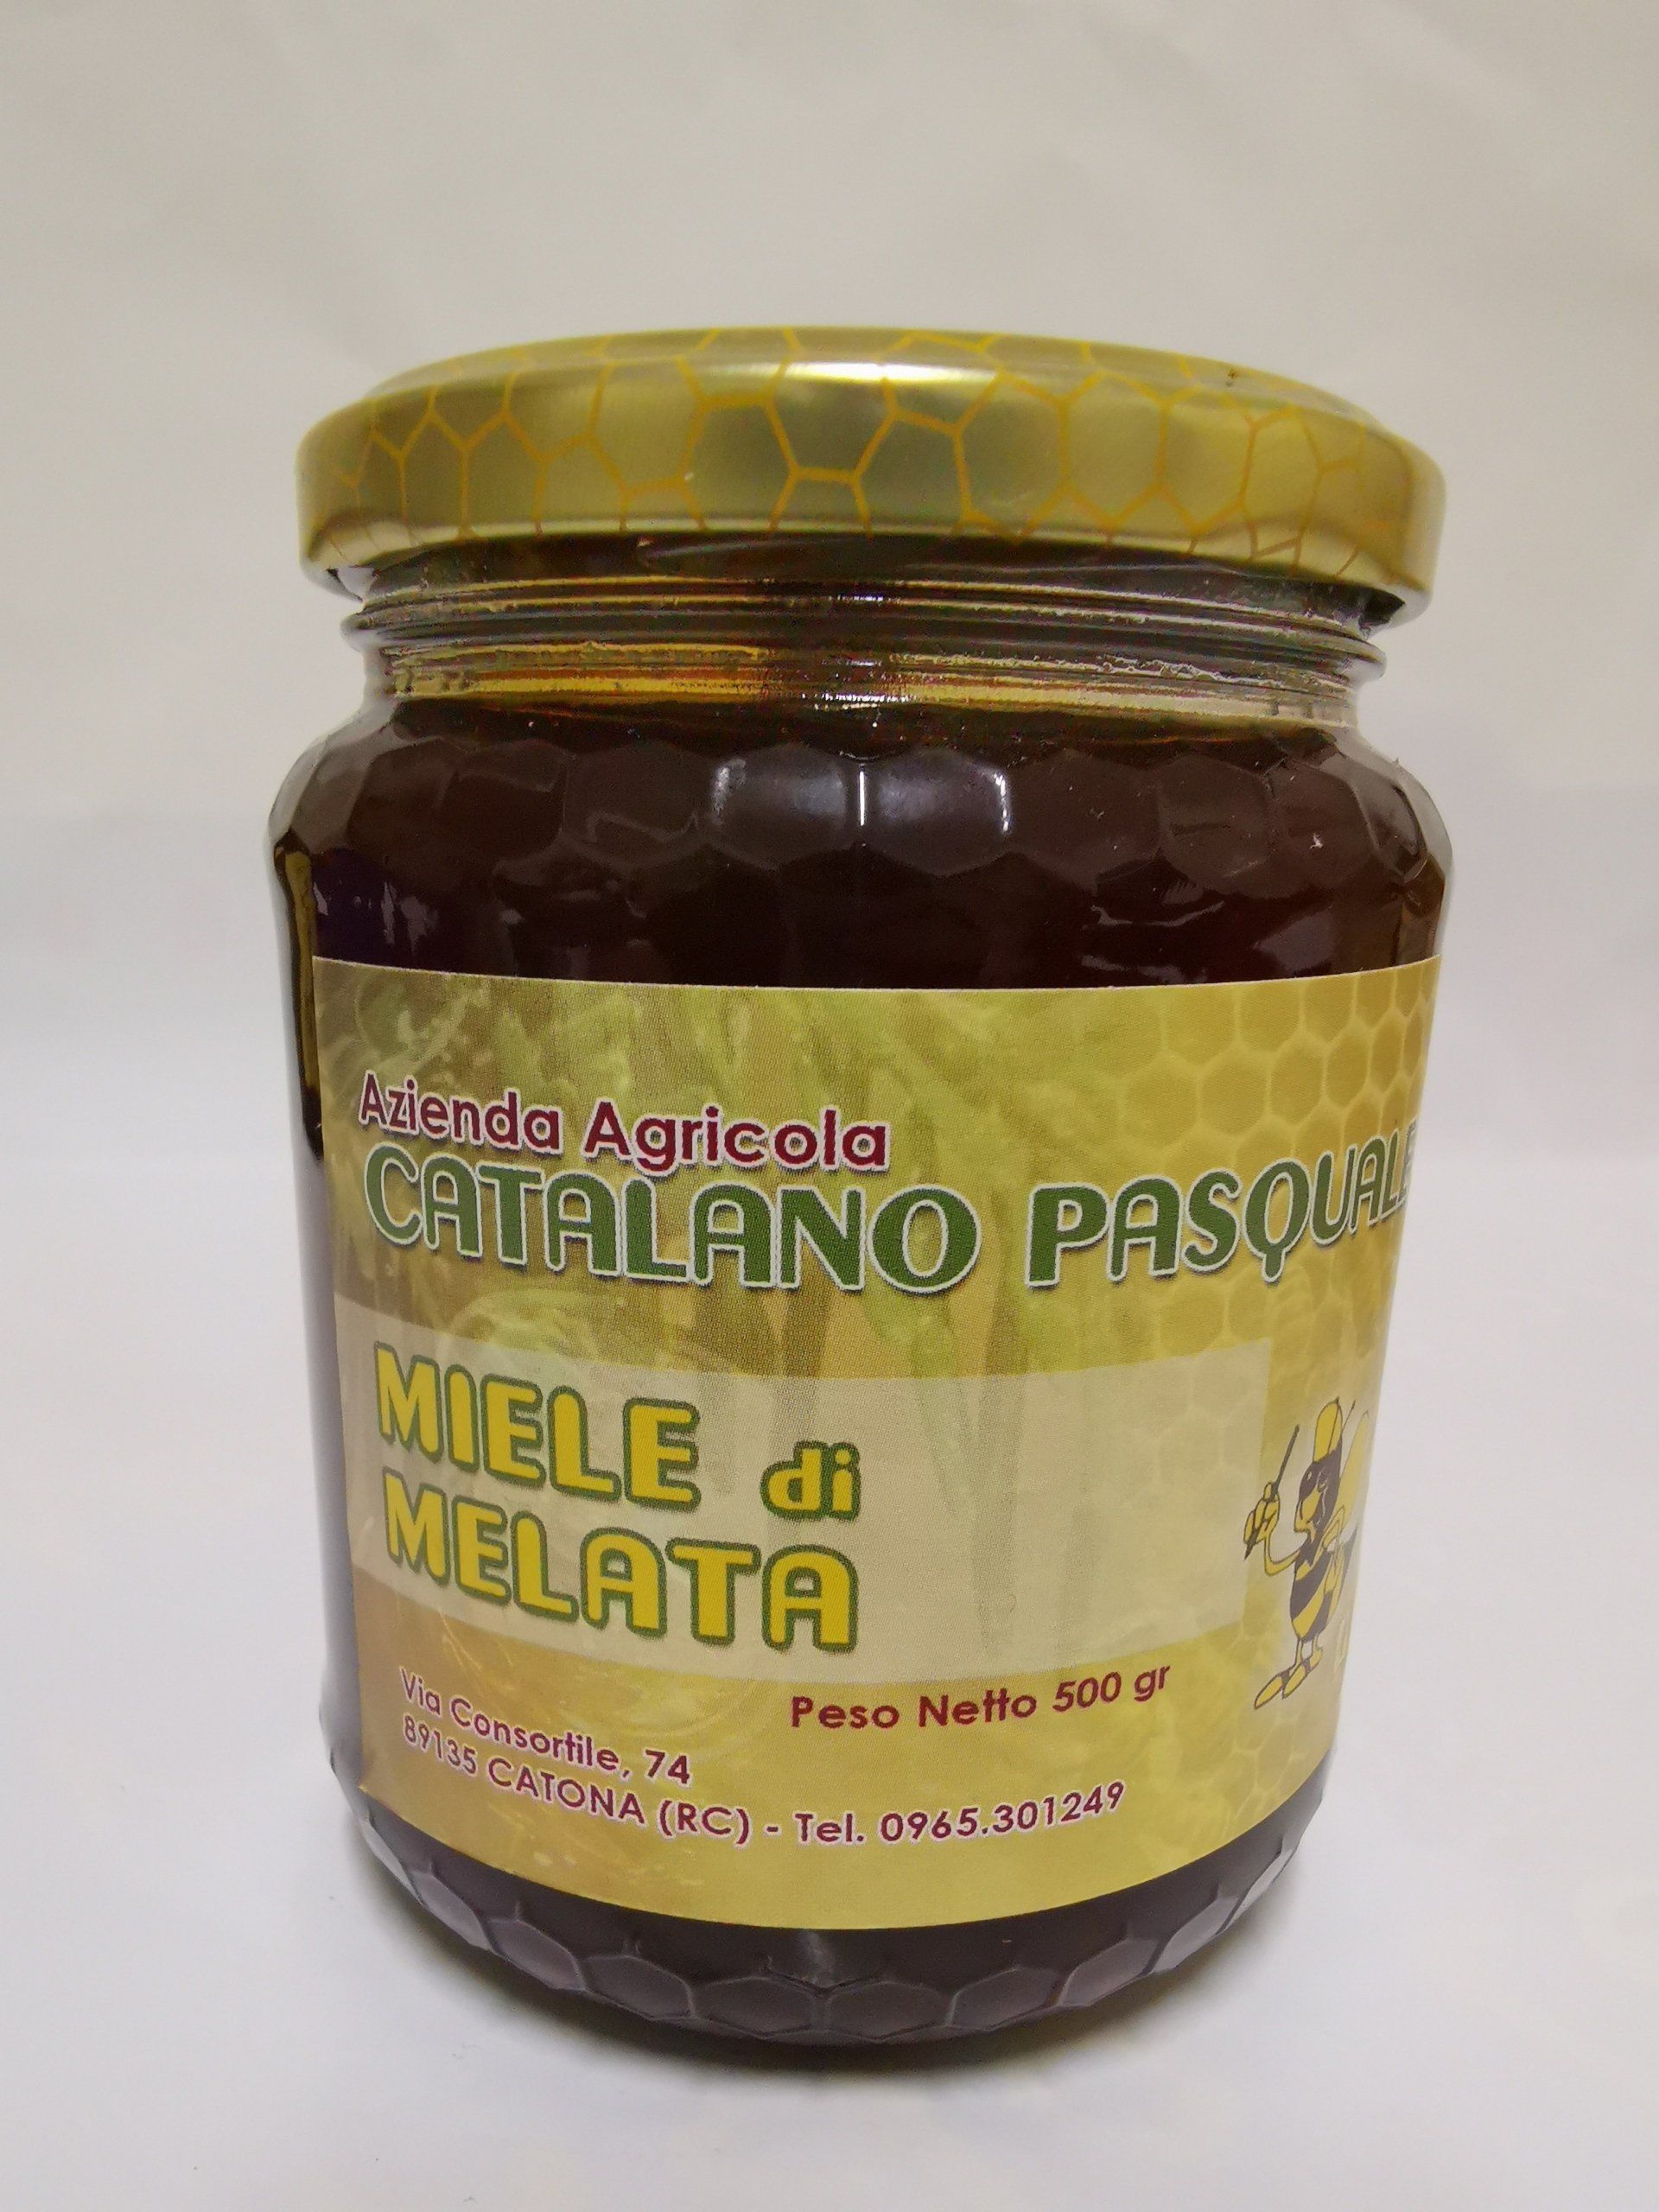 Azienda Agricola
CATALANO PASQUALE
MIELE di
MELATA
Peso Netto 500 gr
Via Consortile, 74
89135 CATONA (RC) - Tel. 0965.301249